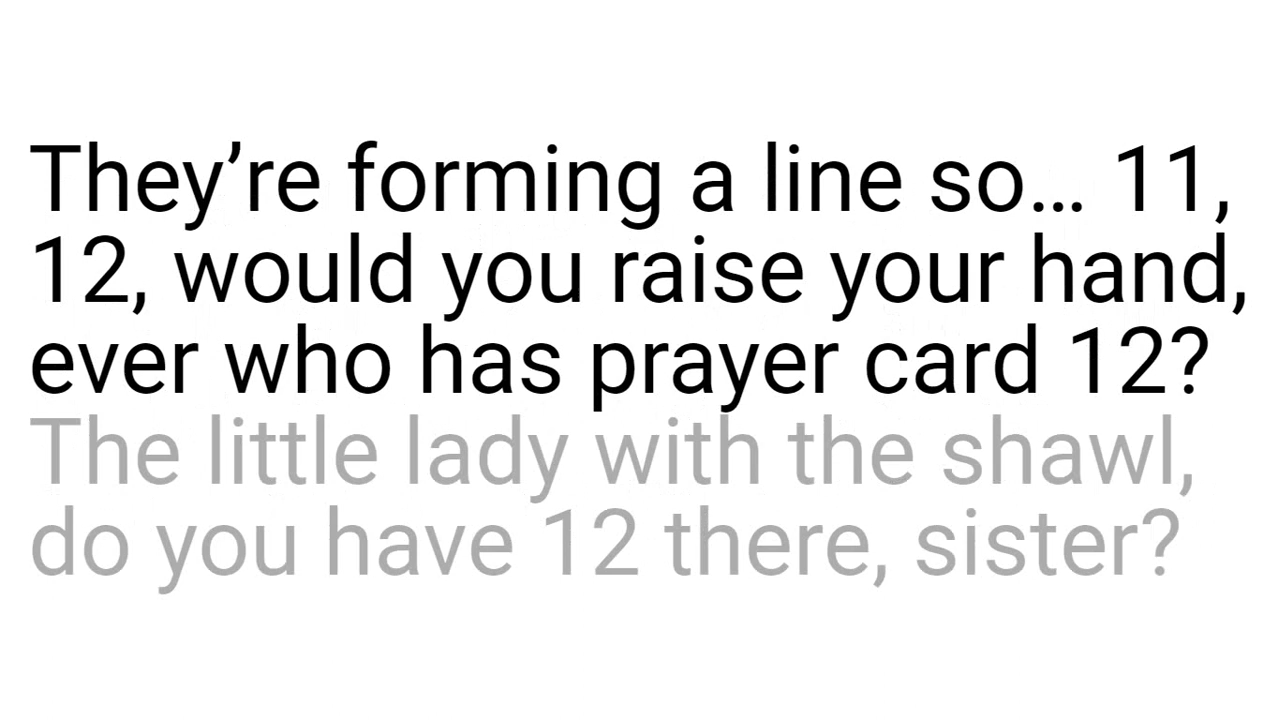 They’re forming a line so… 11,
12, would you raise your hand,
ever who has prayer card 12?
The little lady with the shawl,
do you have 12 there, sister?